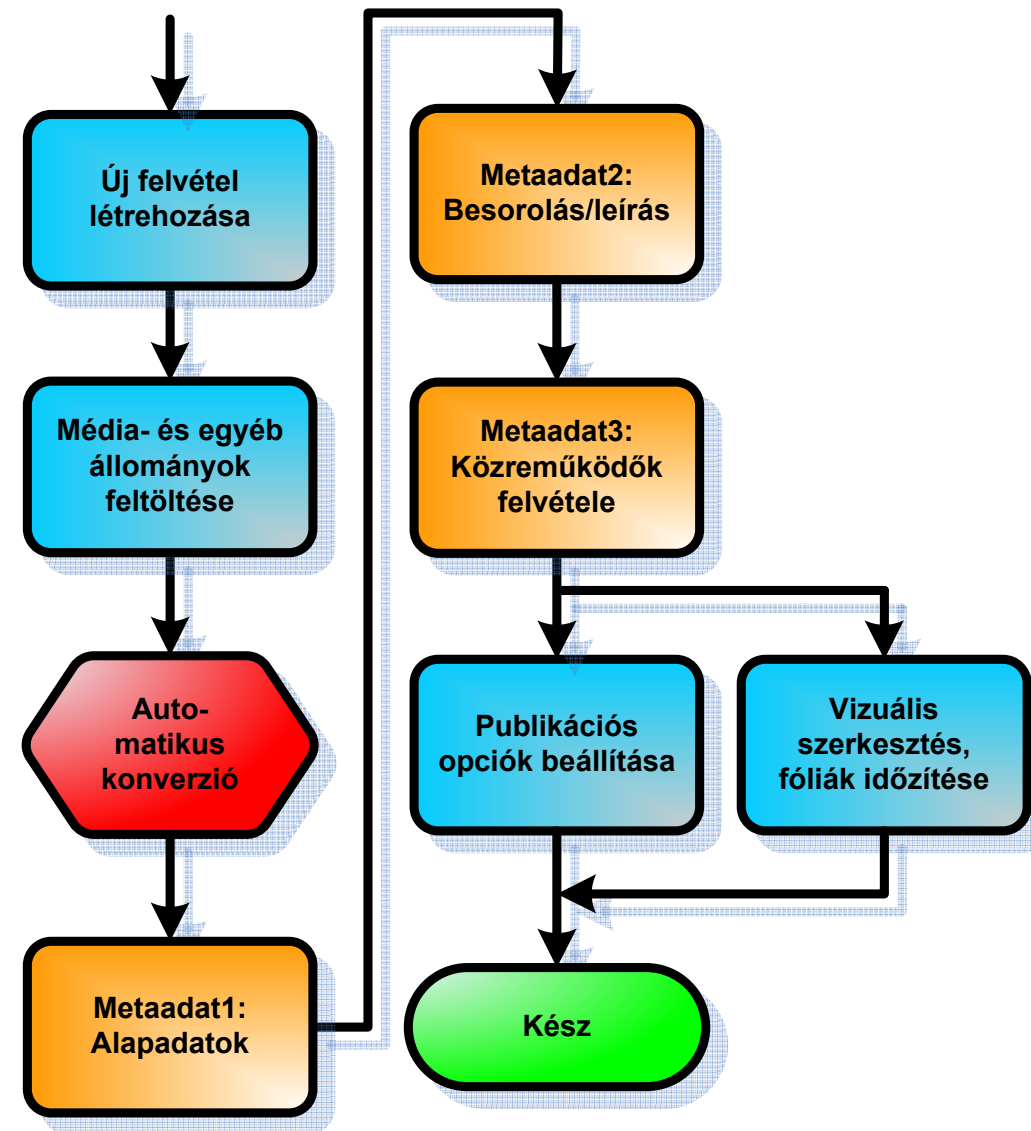 Új felvétel
létrehozása
Média- és egyéb
állományok
feltöltése
Auto-
matikus
konverzió
Metaadat1:
Alapadatok
Metaadat2:
Besorolás/leírás
Metaadat3:
Közreműködők
felvétele
Publikációs
opciók beállítása
Vizuális
szerkesztés,
fóliák időzítése
Kész